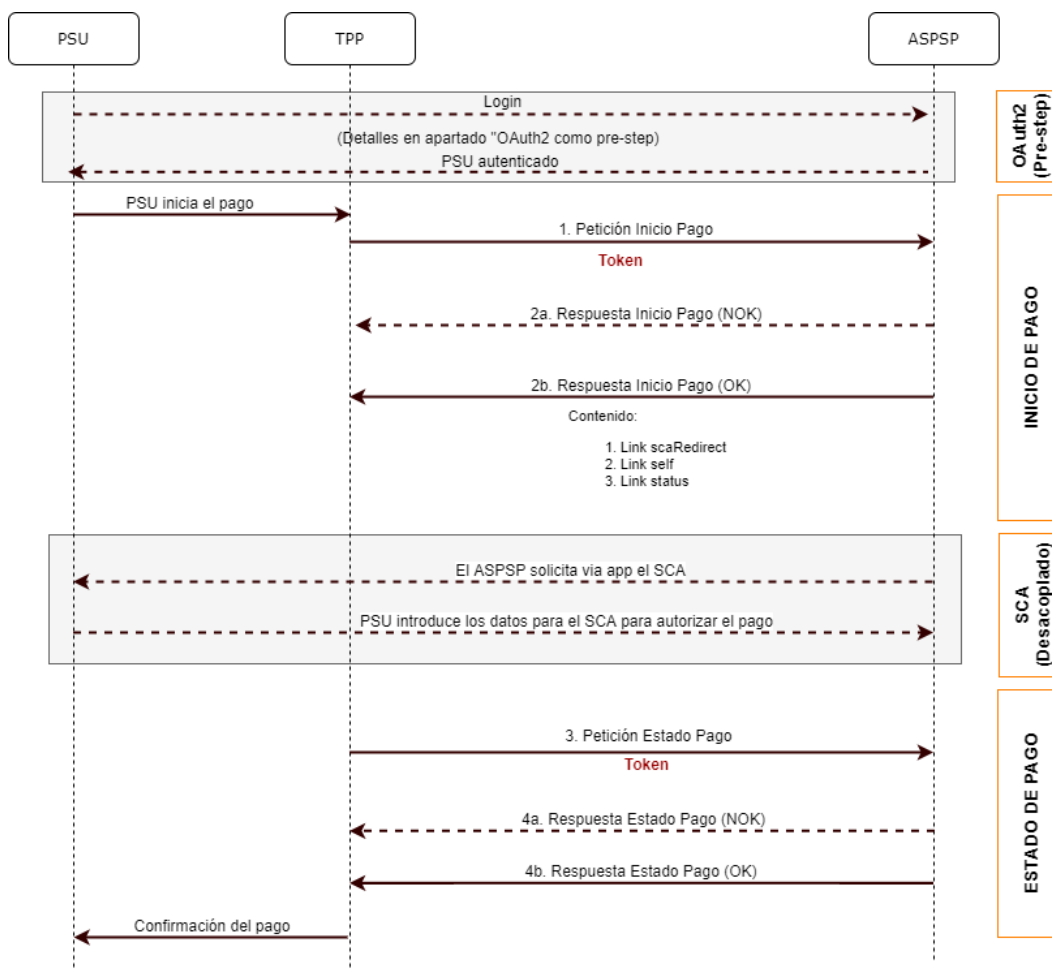 PSU
TPP
ASPSP
Login
(Detalles en apartado "OAuth2 como pre-step)
PSU autenticado
OAuth2
(Pre-step)
PSU inicia el pago
1. Petición Inicio Pago
Token
2a. Respuesta Inicio Pago (NOK)
2b. Respuesta Inicio Pago (OK)
Contenido:
1. Link scaRedirect
2. Link self
3. Link status
INICIO DE PAGO
El ASPSP solicita via app el SCA
PSU introduce los datos para el SCA para autorizar el pago
SCA
(Desacoplado)
3. Petición Estado Pago
Token
4a. Respuesta Estado Pago (NOK)
4b. Respuesta Estado Pago (OK)
Confirmación del pago
ESTADO DE PAGO